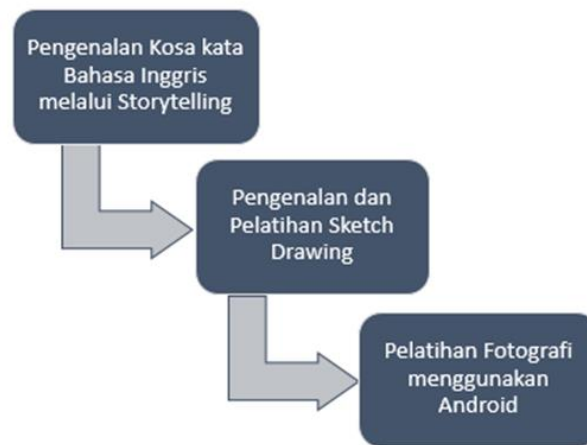 Pengenalan Kosa kata
Bahasa Inggris
melalui Storytelling
Pengenalan dan
Pelatihan Sketch
Drawing
Pelatihan Fotografi
menggunakan
Android